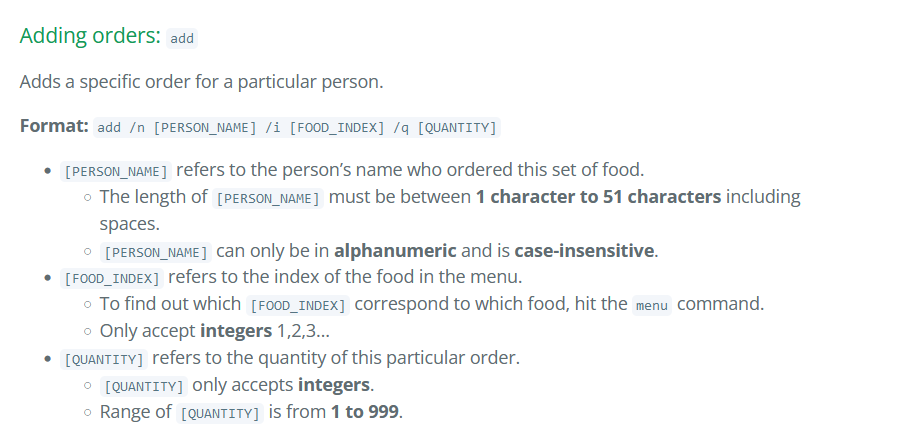 Adding orders: add
Adds a specific order for a particular person.
Format: add /n [PERSON_NAME] /i [FOOD_INDEX] /q [QUANTITY]
[PERSON_NAME] refers to the person’s name who ordered this set of food.
The length of [PERSON_NAME] must be between 1 character to 51 characters including
spaces.
[PERSON_NAME] can only be in alphanumeric and is case-insensitive.
[FOOD_INDEX] refers to the index of the food in the menu.
To find out which [FOOD_INDEX] correspond to which food, hit the menu command.
Only accept integers 1,2,3…
[QUANTITY] refers to the quantity of this particular order.
[QUANTITY] only accepts integers.
Range of [QUANTITY] is from 1 to 999.